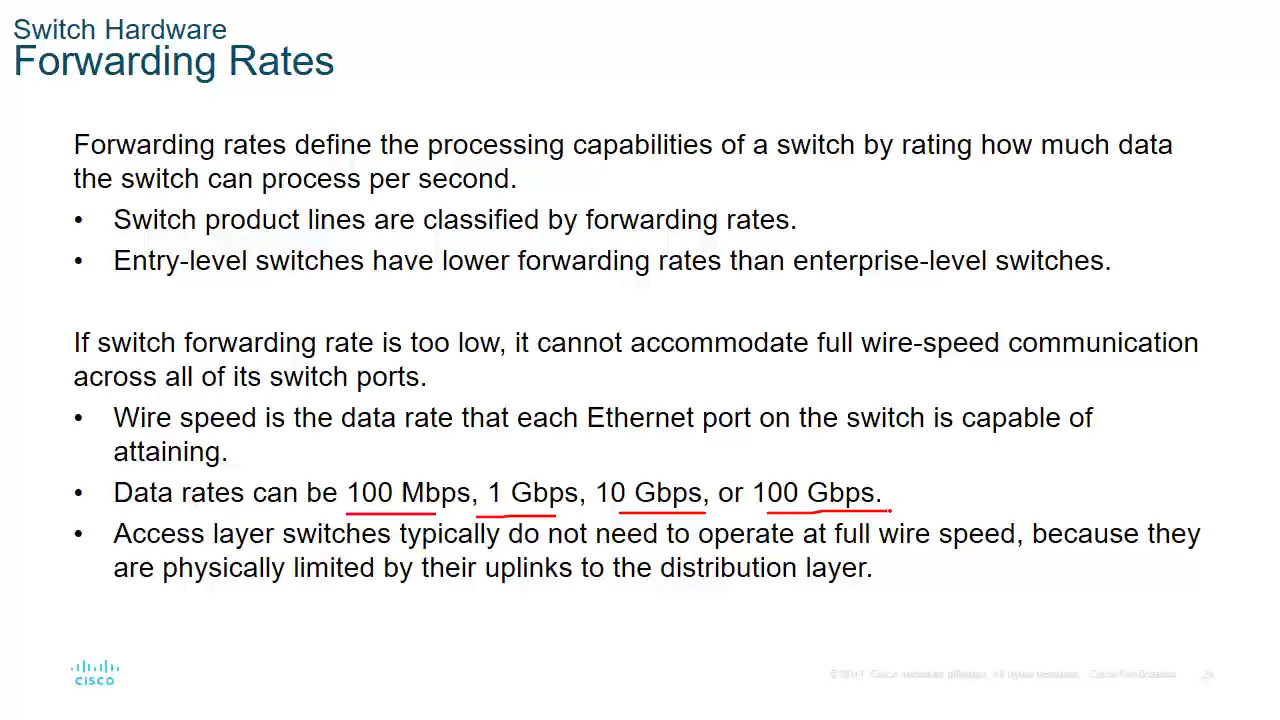 Switch Hardware
Forwarding Rates
Forwarding rates define the processing capabilities of a switch by rating how much data
the switch can process per second.
• Switch product lines are classified by forwarding rates.
• Entry-level switches have lower forwarding rates than enterprise-level switches.
If switch forwarding rate is too low, it cannot accommodate full wire-speed communication
across all of its switch ports.
• Wire speed is the data rate that each Ethernet port on the switch is capable of
attaining.
• Data rates can be 100 Mbps, 1 Gbps, 10 Gbps, or 100 Gbps.
• Access layer switches typically do not need to operate at full wire speed, because they
are physically limited by their uplinks to the distribution layer.
CISCO
Cisco